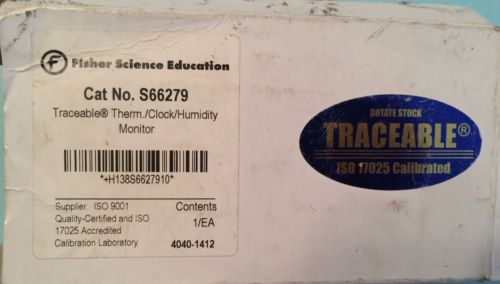 F Fisher Science Education
Cat No. S66279
Traceable® Therm./Clock/Humidity
Monitor
*+H138S6627910*
Supplier: ISO 9001
Quality-Certified and ISO
17025 Accredited
Calibration Laboratory
Contents
1/EA
4040-1412
ROTATE STOCK
TRACEABLE®
ISO 17025 Calibrated